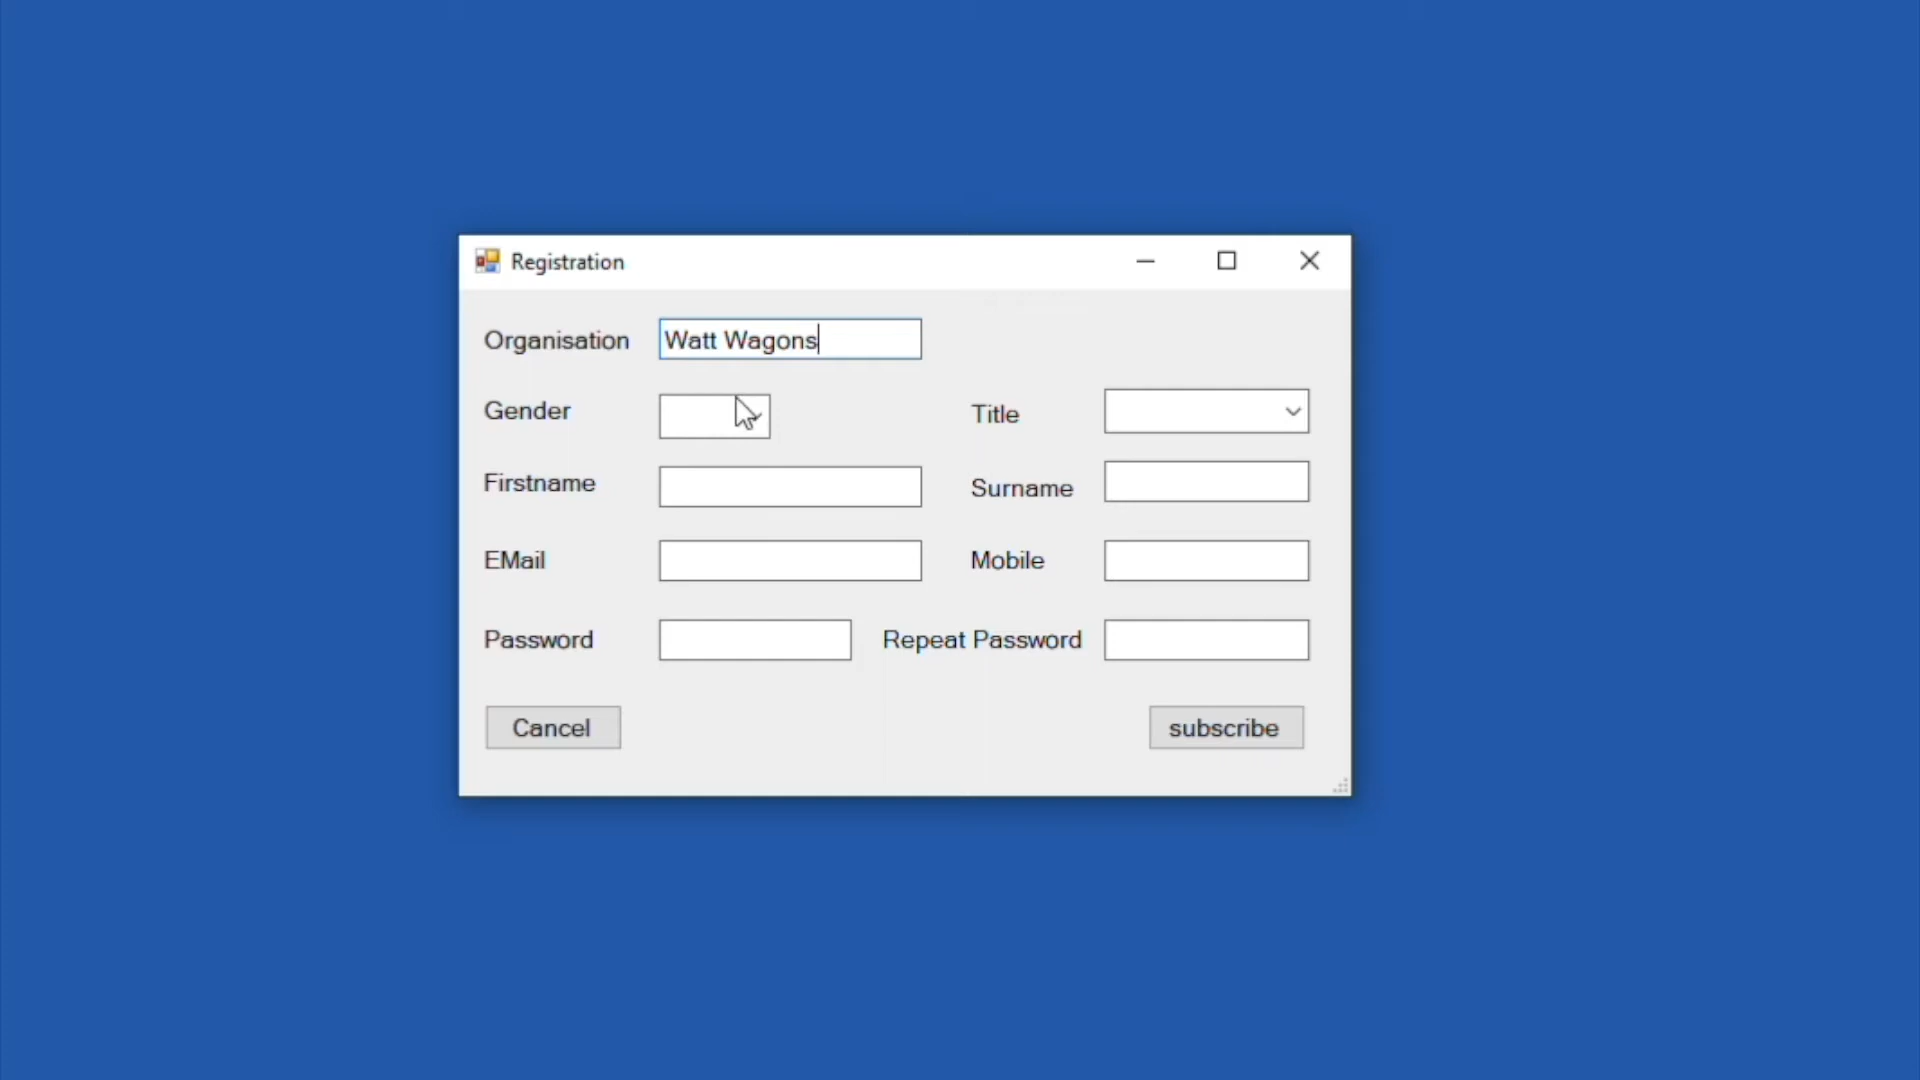 Registration
Organisation Watt Wagons
Gender Title
Firstname Surname
EMail Mobile
Password Repeat Password
Cancel subscribe